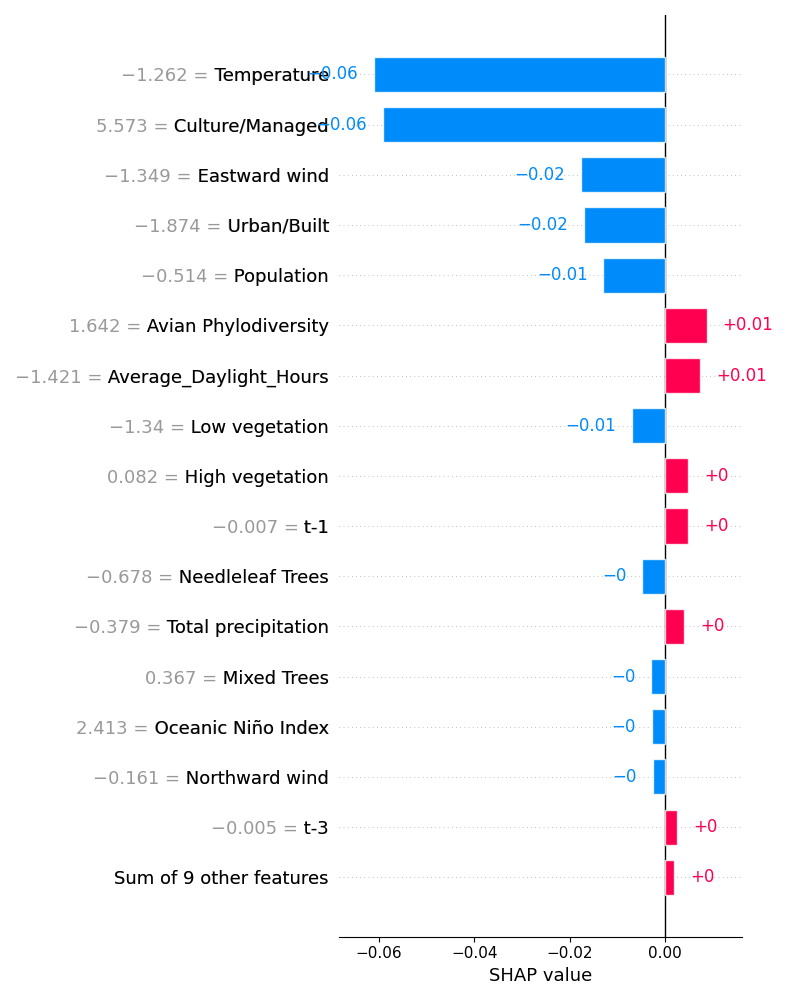 −1.262 = Temperature −0.06
5.573 = Culture/Managed −0.06
−1.349 = Eastward wind −0.02
−1.874 = Urban/Built −0.02
−0.514 = Population −0.01
1.642 = Avian Phylodiversity +0.01
−1.421 = Average_Daylight_Hours +0.01
−1.34 = Low vegetation −0.01
0.082 = High vegetation +0
−0.007 = t-1 +0
−0.678 = Needleleaf Trees −0
−0.379 = Total precipitation +0
0.367 = Mixed Trees −0
2.413 = Oceanic Niño Index −0
−0.161 = Northward wind −0
−0.005 = t-3 +0
Sum of 9 other features +0
−0.06 −0.04 −0.02 0.00
SHAP value